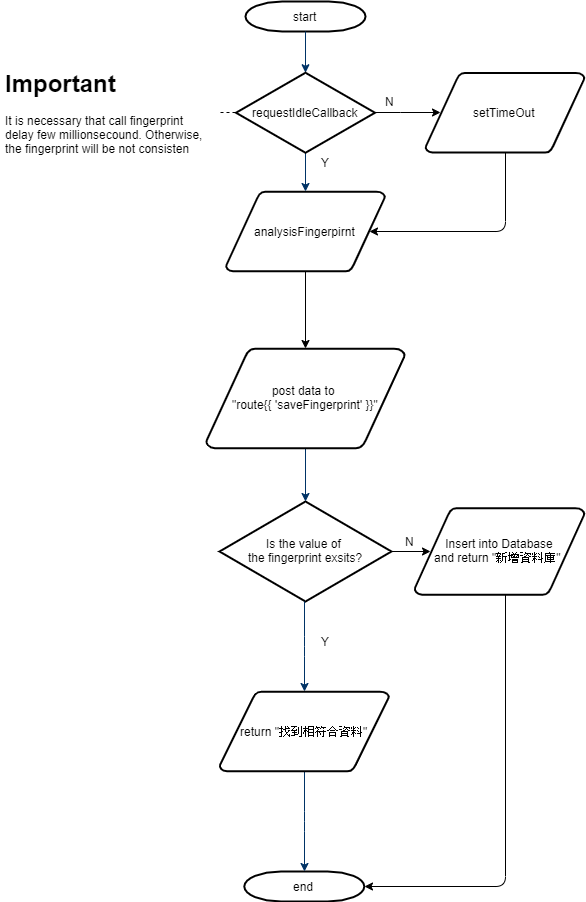 start
Important
It is necessary that call fingerprint
delay few millionsecound. Otherwise,
the fingerprint will be not consisten
requestIdleCallback
N
setTimeOut
Y
analysisFingerpirnt
post data to
"route{{ 'saveFingerprint' }}"
Is the value of
the fingerprint exsits?
N
Insert into Database
and return "新增資料庫"
Y
return "找到相符合資料"
end